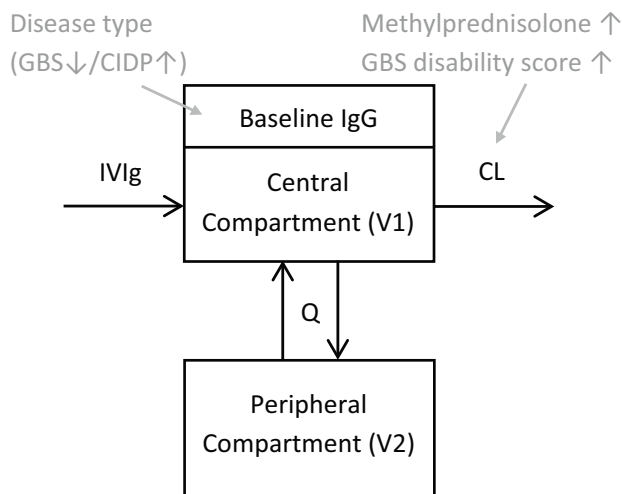 Disease type
(GBS↓/CIDP↑)
Methylprednisolone ↑
GBS disability score ↑
Baseline IgG
IVIg
Central
Compartment (V1)
CL
Q
Peripheral
Compartment (V2)